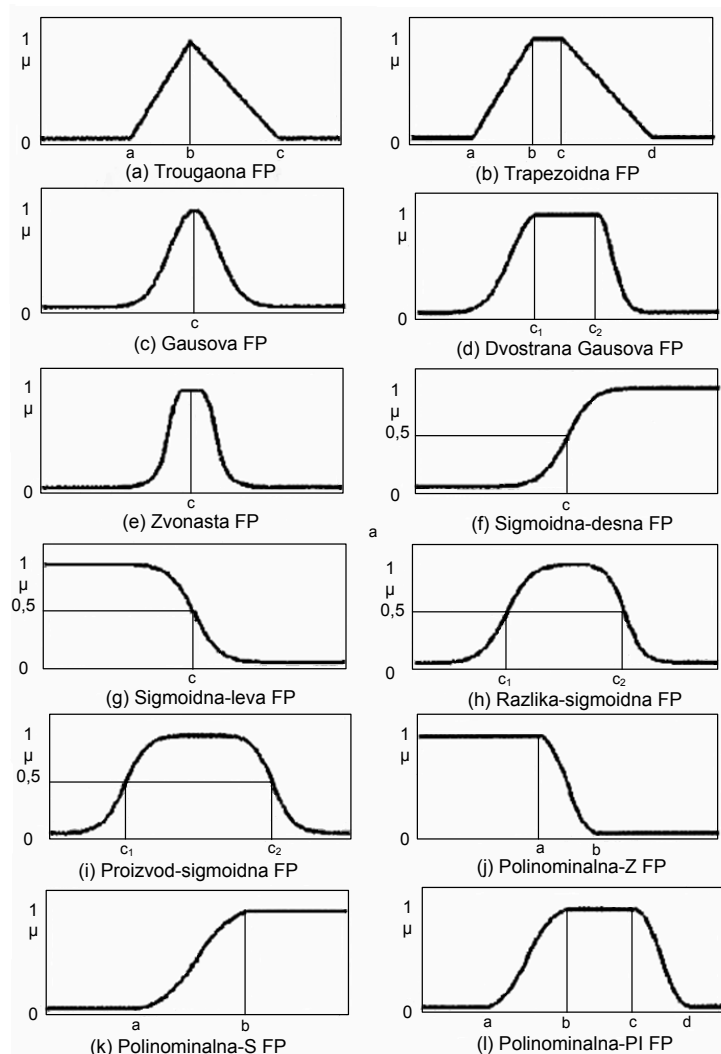 1
μ
0
a b c
(a) Trougaona FP
1
μ
0
a b c d
(b) Trapezoidna FP
1
μ
0
c
(c) Gausova FP
1
μ
0
c₁ c₂
(d) Dvostrana Gausova FP
1
μ
0
c
(e) Zvonasta FP
1
μ
0,5
0
c
(f) Sigmoidna-desna FP
a
1
μ
0,5
0
c
(g) Sigmoidna-leva FP
1
μ
0,5
0
c₁ c₂
(h) Razlika-sigmoidna FP
1
μ
0,5
0
c₁ c₂
(i) Proizvod-sigmoidna FP
1
μ
0
a b
(j) Polinominalna-Z FP
1
μ
0
a b
(k) Polinominalna-S FP
1
μ
0
a b c d
(l) Polinominalna-PI FP